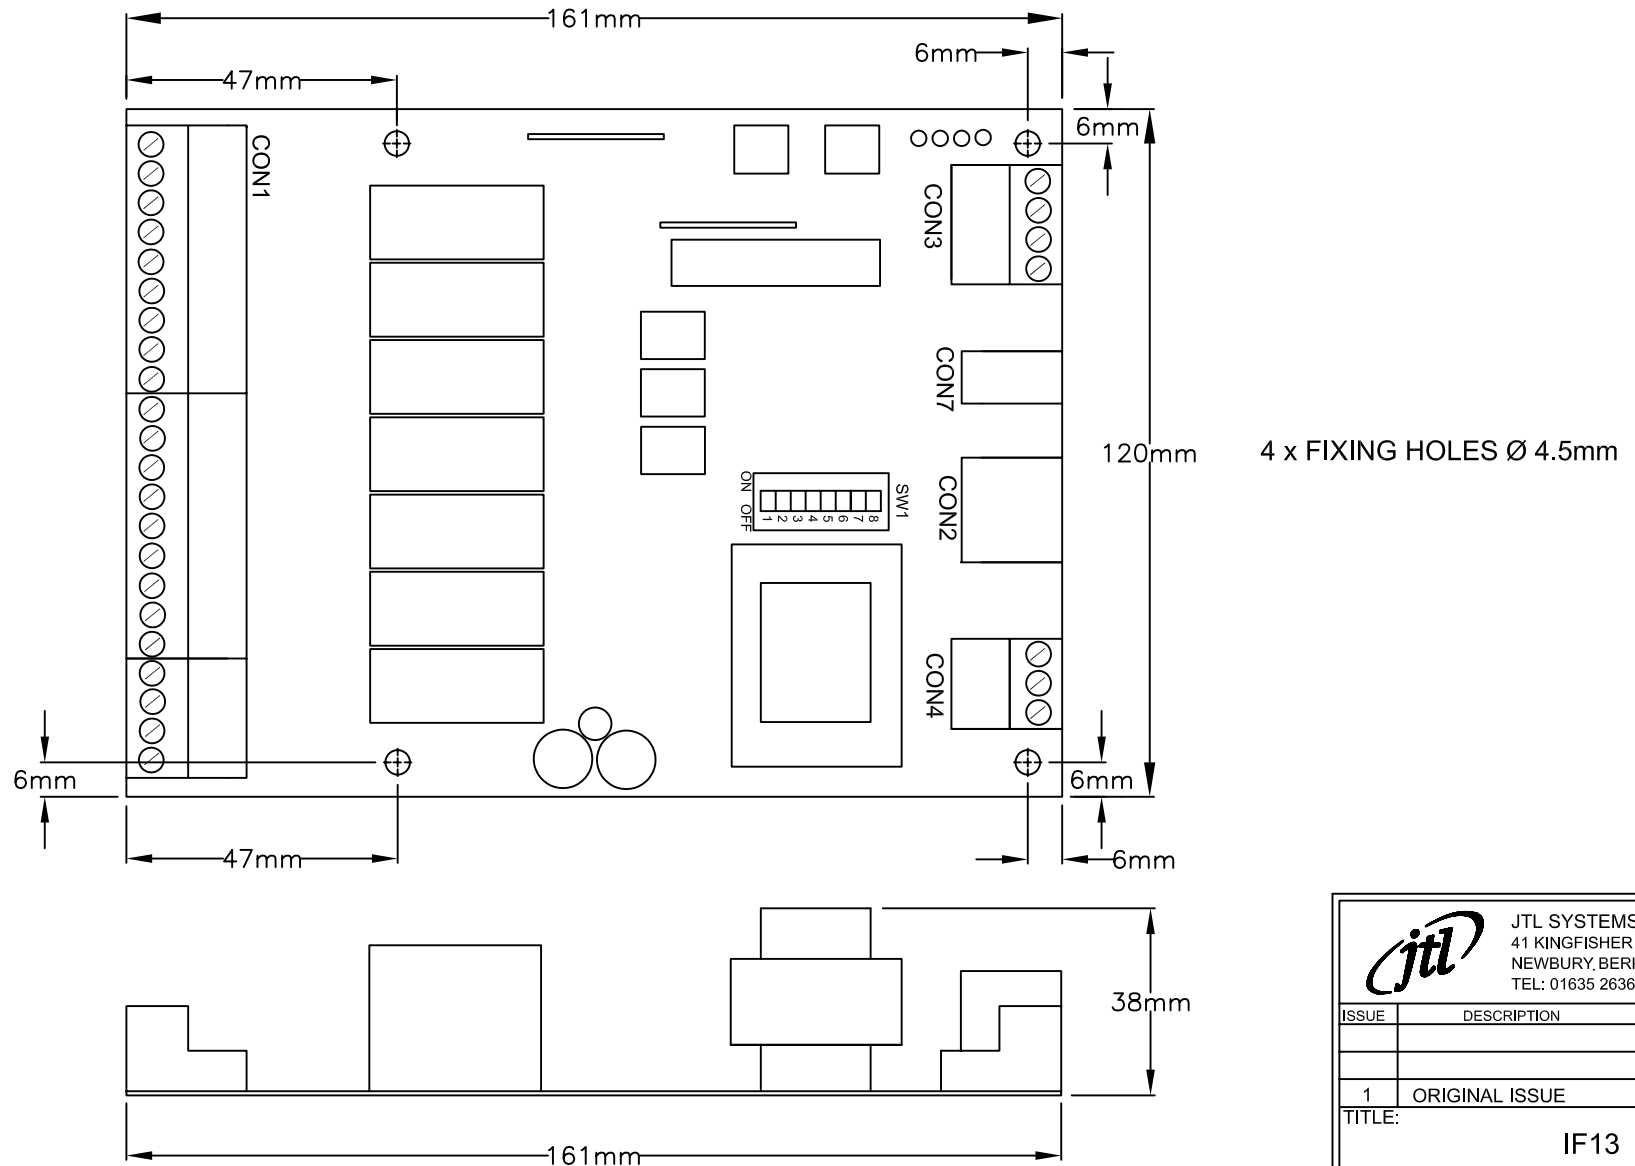 161mm
6mm
47mm
6mm
CON1
CON3
CON7
120mm
4 x FIXING HOLES Ø 4.5mm
ON OFF
SW1
1 2 3 4 5 6 7 8
CON2
CON4
6mm
6mm
47mm
6mm
38mm
161mm
jtl
JTL SYSTEMS
41 KINGFISHER
NEWBURY, BERK
TEL: 01635 2636
ISSUE DESCRIPTION
1 ORIGINAL ISSUE
TITLE:
IF13